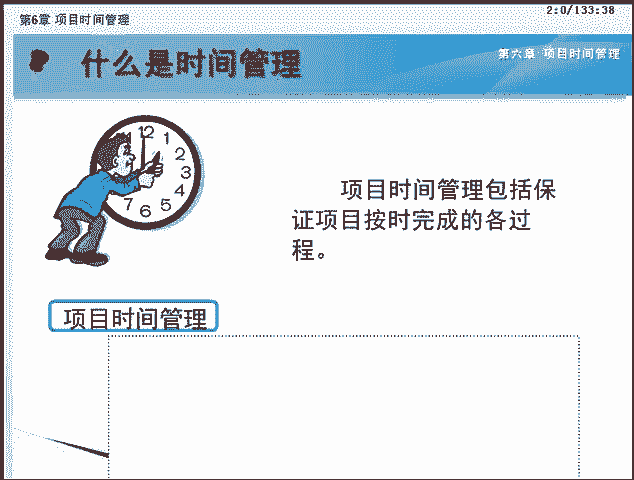 2:0/133:38
第6章 项目时间管理
什么是时间管理
第六章 项目时间管理
12
1
2
3
4
5
6
7
项目时间管理包括保
证项目按时完成的各过
程。
项目时间管理